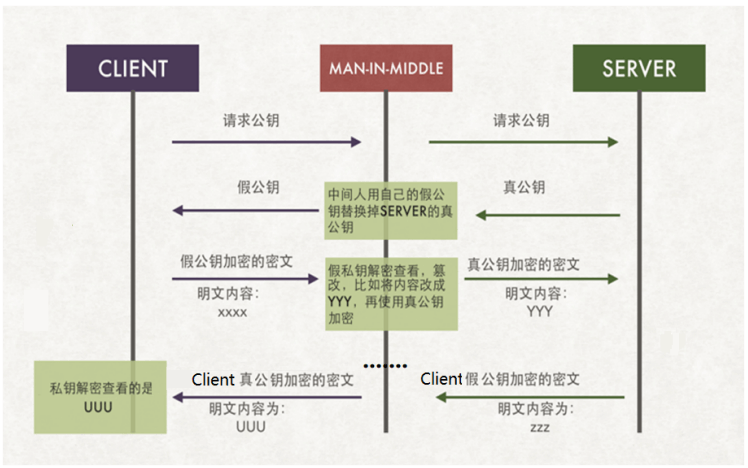 CLIENT
MAN-IN-MIDDLE
SERVER
请求公钥
请求公钥
假公钥
中间人用自己的假公
钥替换掉SERVER的真
公钥
真公钥
假公钥加密的密文
明文内容：
xxxx
假私钥解密查看，篡
改，比如将内容改成
YYY，再使用真公钥
加密
真公钥加密的密文
明文内容：
YYY
.......
私钥解密查看的是
UUU
Client 真公钥加密的密文
明文内容为：
UUU
Client 假公钥加密的密文
明文内容为：
zzz